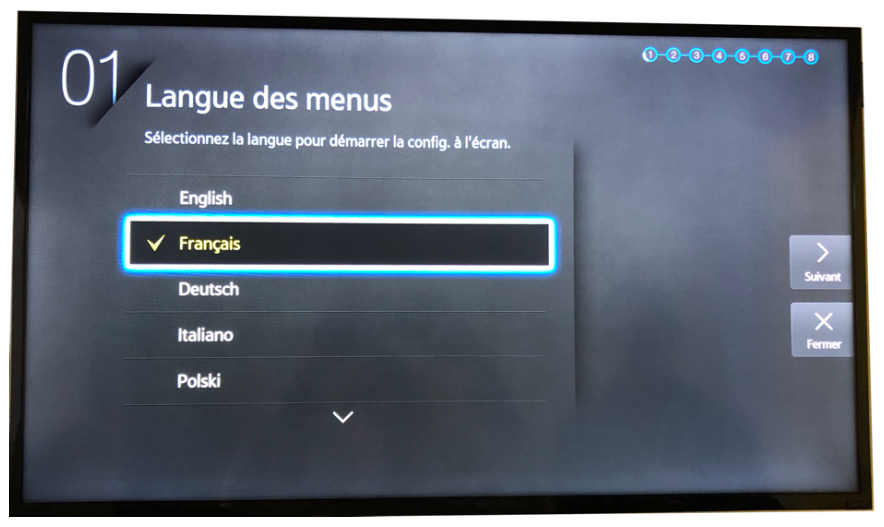 01
Langue des menus
1-2-3-4-5-6-7-8
Sélectionnez la langue pour démarrer la config. à l'écran.
English
Français
Deutsch
Italiano
Polski
Suivant
Fermer